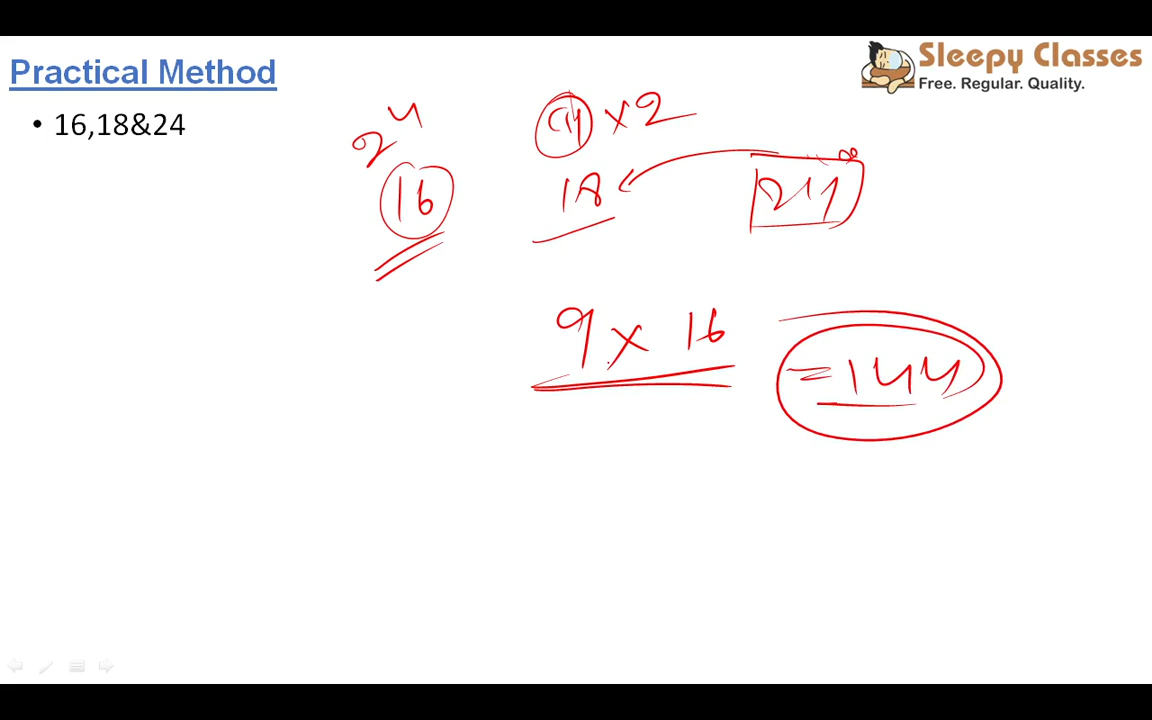 Practical Method
Sleepy Classes
Free. Regular. Quality.
• 16,18&24
2^4
× 2
16
18
24
9 × 16
= 144